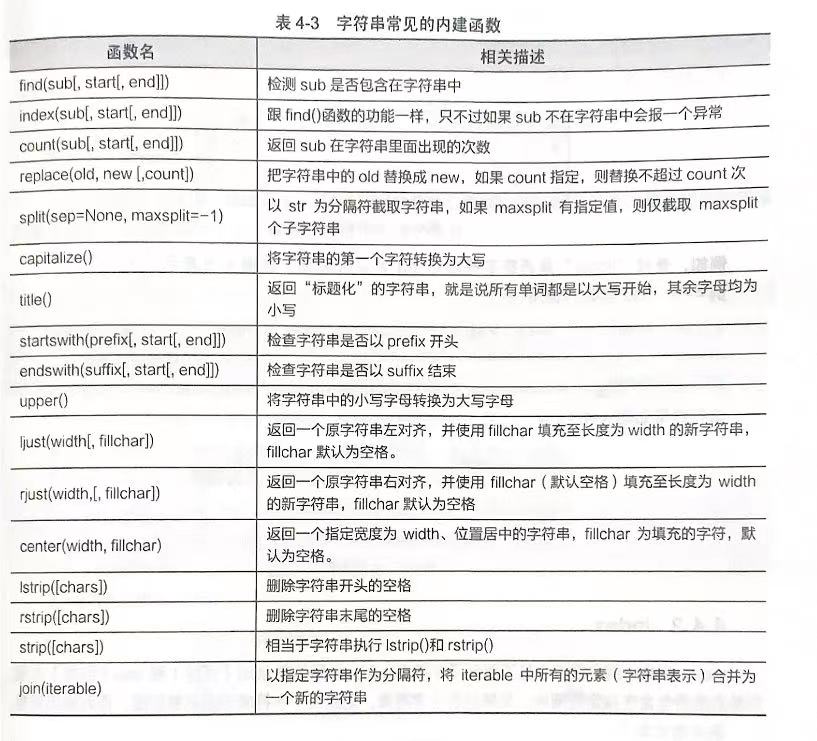 表 4-3 字符串常见的内建函数
函数名 相关描述
find(sub[, start[, end]]) 检测 sub 是否包含在字符串中
index(sub[, start[, end]]) 跟 find()函数的功能一样，只不过如果 sub 不在字符串中会报一个异常
count(sub[, start[, end]]) 返回 sub 在字符串里面出现的次数
replace(old, new [,count]) 把字符串中的 old 替换成 new，如果 count 指定，则替换不超过 count 次
split(sep=None, maxsplit=−1) 以 str 为分隔符截取字符串，如果 maxsplit 有指定值，则仅截取 maxsplit
个子字符串
capitalize() 将字符串的第一个字符转换为大写
title() 返回“标题化”的字符串，就是说所有单词都是以大写开始，其余字母均为
小写
startswith(prefix[, start[, end]]) 检查字符串是否以 prefix 开头
endswith(suffix[, start[, end]]) 检查字符串是否以 suffix 结束
upper() 将字符串中的小写字母转换为大写字母
ljust(width[, fillchar]) 返回一个原字符串左对齐，并使用 fillchar 填充至长度为 width 的新字符串，
fillchar 默认为空格。
rjust(width,[, fillchar]) 返回一个原字符串右对齐，并使用 fillchar（默认空格）填充至长度为 width
的新字符串，fillchar 默认为空格
center(width, fillchar) 返回一个指定宽度为 width、位置居中的字符串，fillchar 为填充的字符，默
认为空格。
lstrip([chars]) 删除字符串开头的空格
rstrip([chars]) 删除字符串末尾的空格
strip([chars]) 相当于字符串执行 lstrip()和 rstrip()
join(iterable) 以指定字符串作为分隔符，将 iterable 中所有的元素（字符串表示）合并为
一个新的字符串